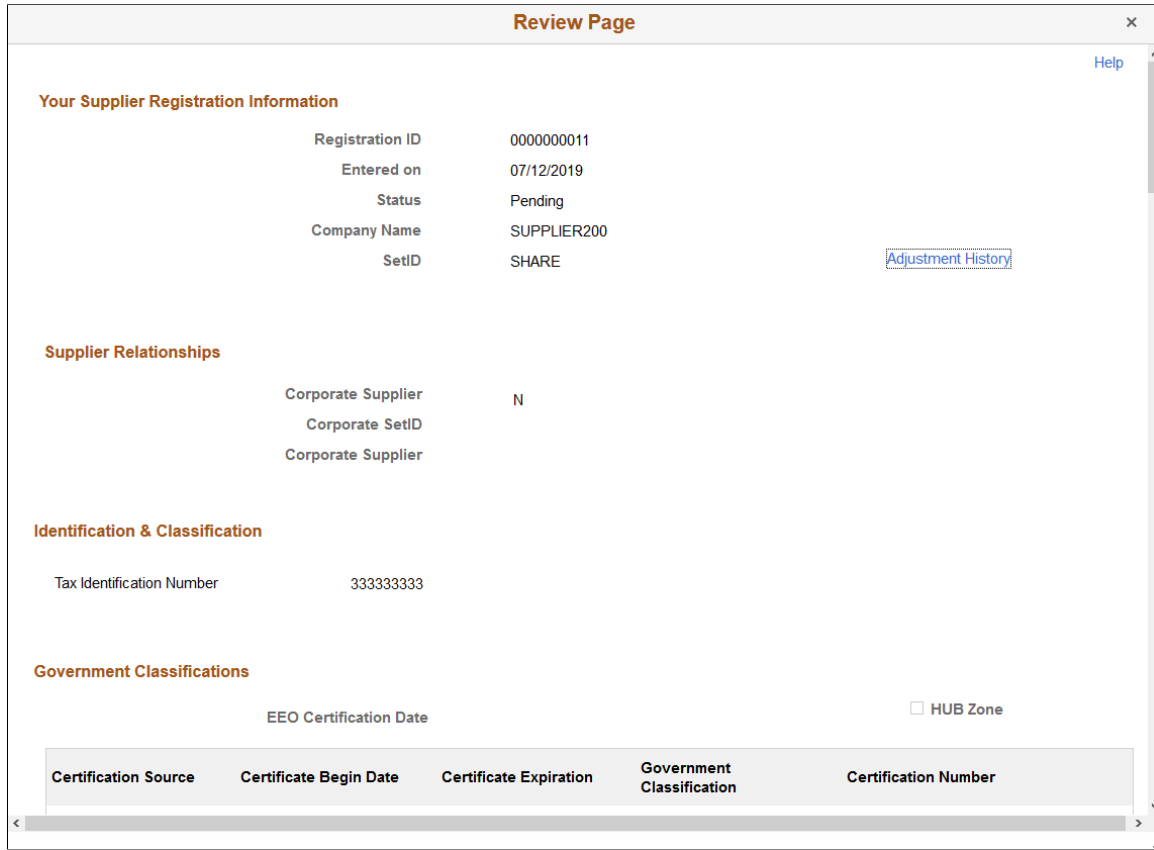 Review Page ×
Help
Your Supplier Registration Information
Registration ID 0000000011
Entered on 07/12/2019
Status Pending
Company Name SUPPLIER200
SetID SHARE Adjustment History
Supplier Relationships
Corporate Supplier N
Corporate SetID
Corporate Supplier
Identification & Classification
Tax Identification Number 333333333
Government Classifications
EEO Certification Date HUB Zone
Certification Source Certificate Begin Date Certificate Expiration Government Classification Certification Number